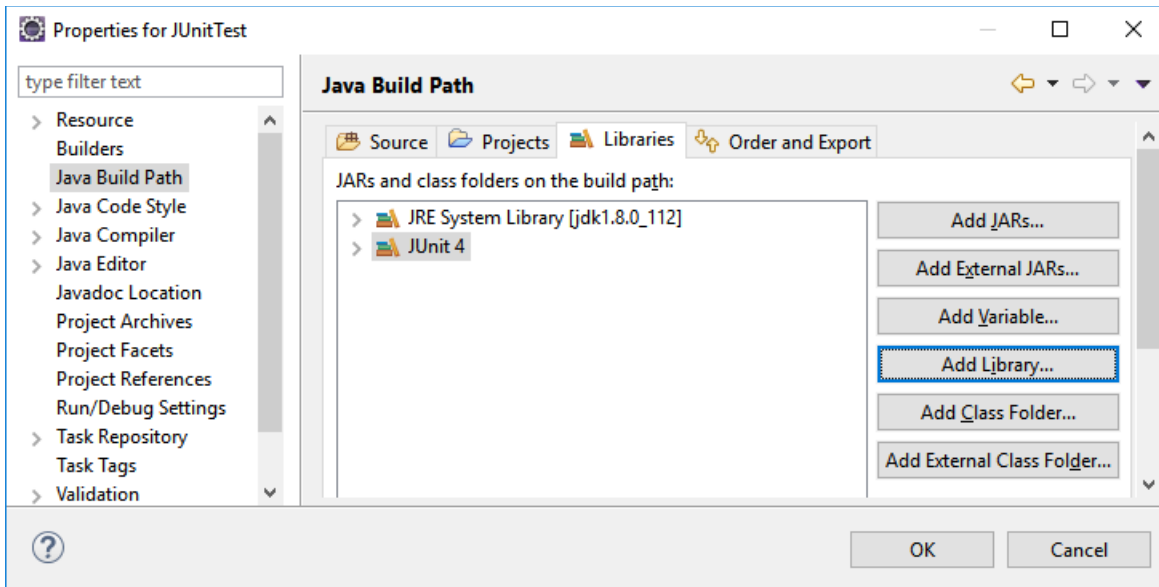 Properties for JUnitTest
type filter text
Resource
Builders
Java Build Path
Java Code Style
Java Compiler
Java Editor
Javadoc Location
Project Archives
Project Facets
Project References
Run/Debug Settings
Task Repository
Task Tags
Validation
Java Build Path
Source Projects Libraries Order and Export
JARs and class folders on the build path:
JRE System Library [jdk1.8.0_112]
JUnit 4
Add JARs...
Add External JARs...
Add Variable...
Add Library...
Add Class Folder...
Add External Class Folder...
OK Cancel